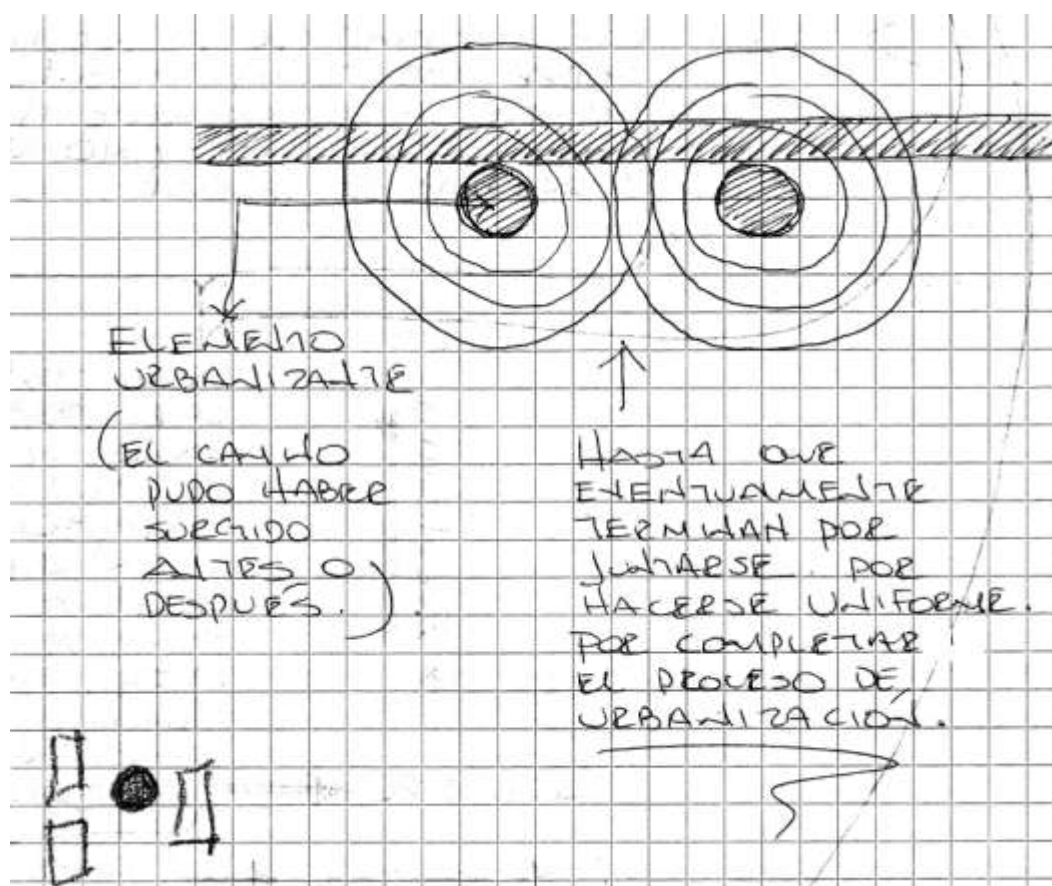 ELEMENTO
URBANIZANTE
(EL CAMINO
PUDO HABER
SURGIDO
ANTES O
DESPUÉS.).
HASTA QUE
EVENTUAMENTE
TERMINAN POR
JUNTARSE. POR
HACERSE UNIFORME.
POR COMPLETAR
EL PROCESO DE
URBANIZACIÓN.